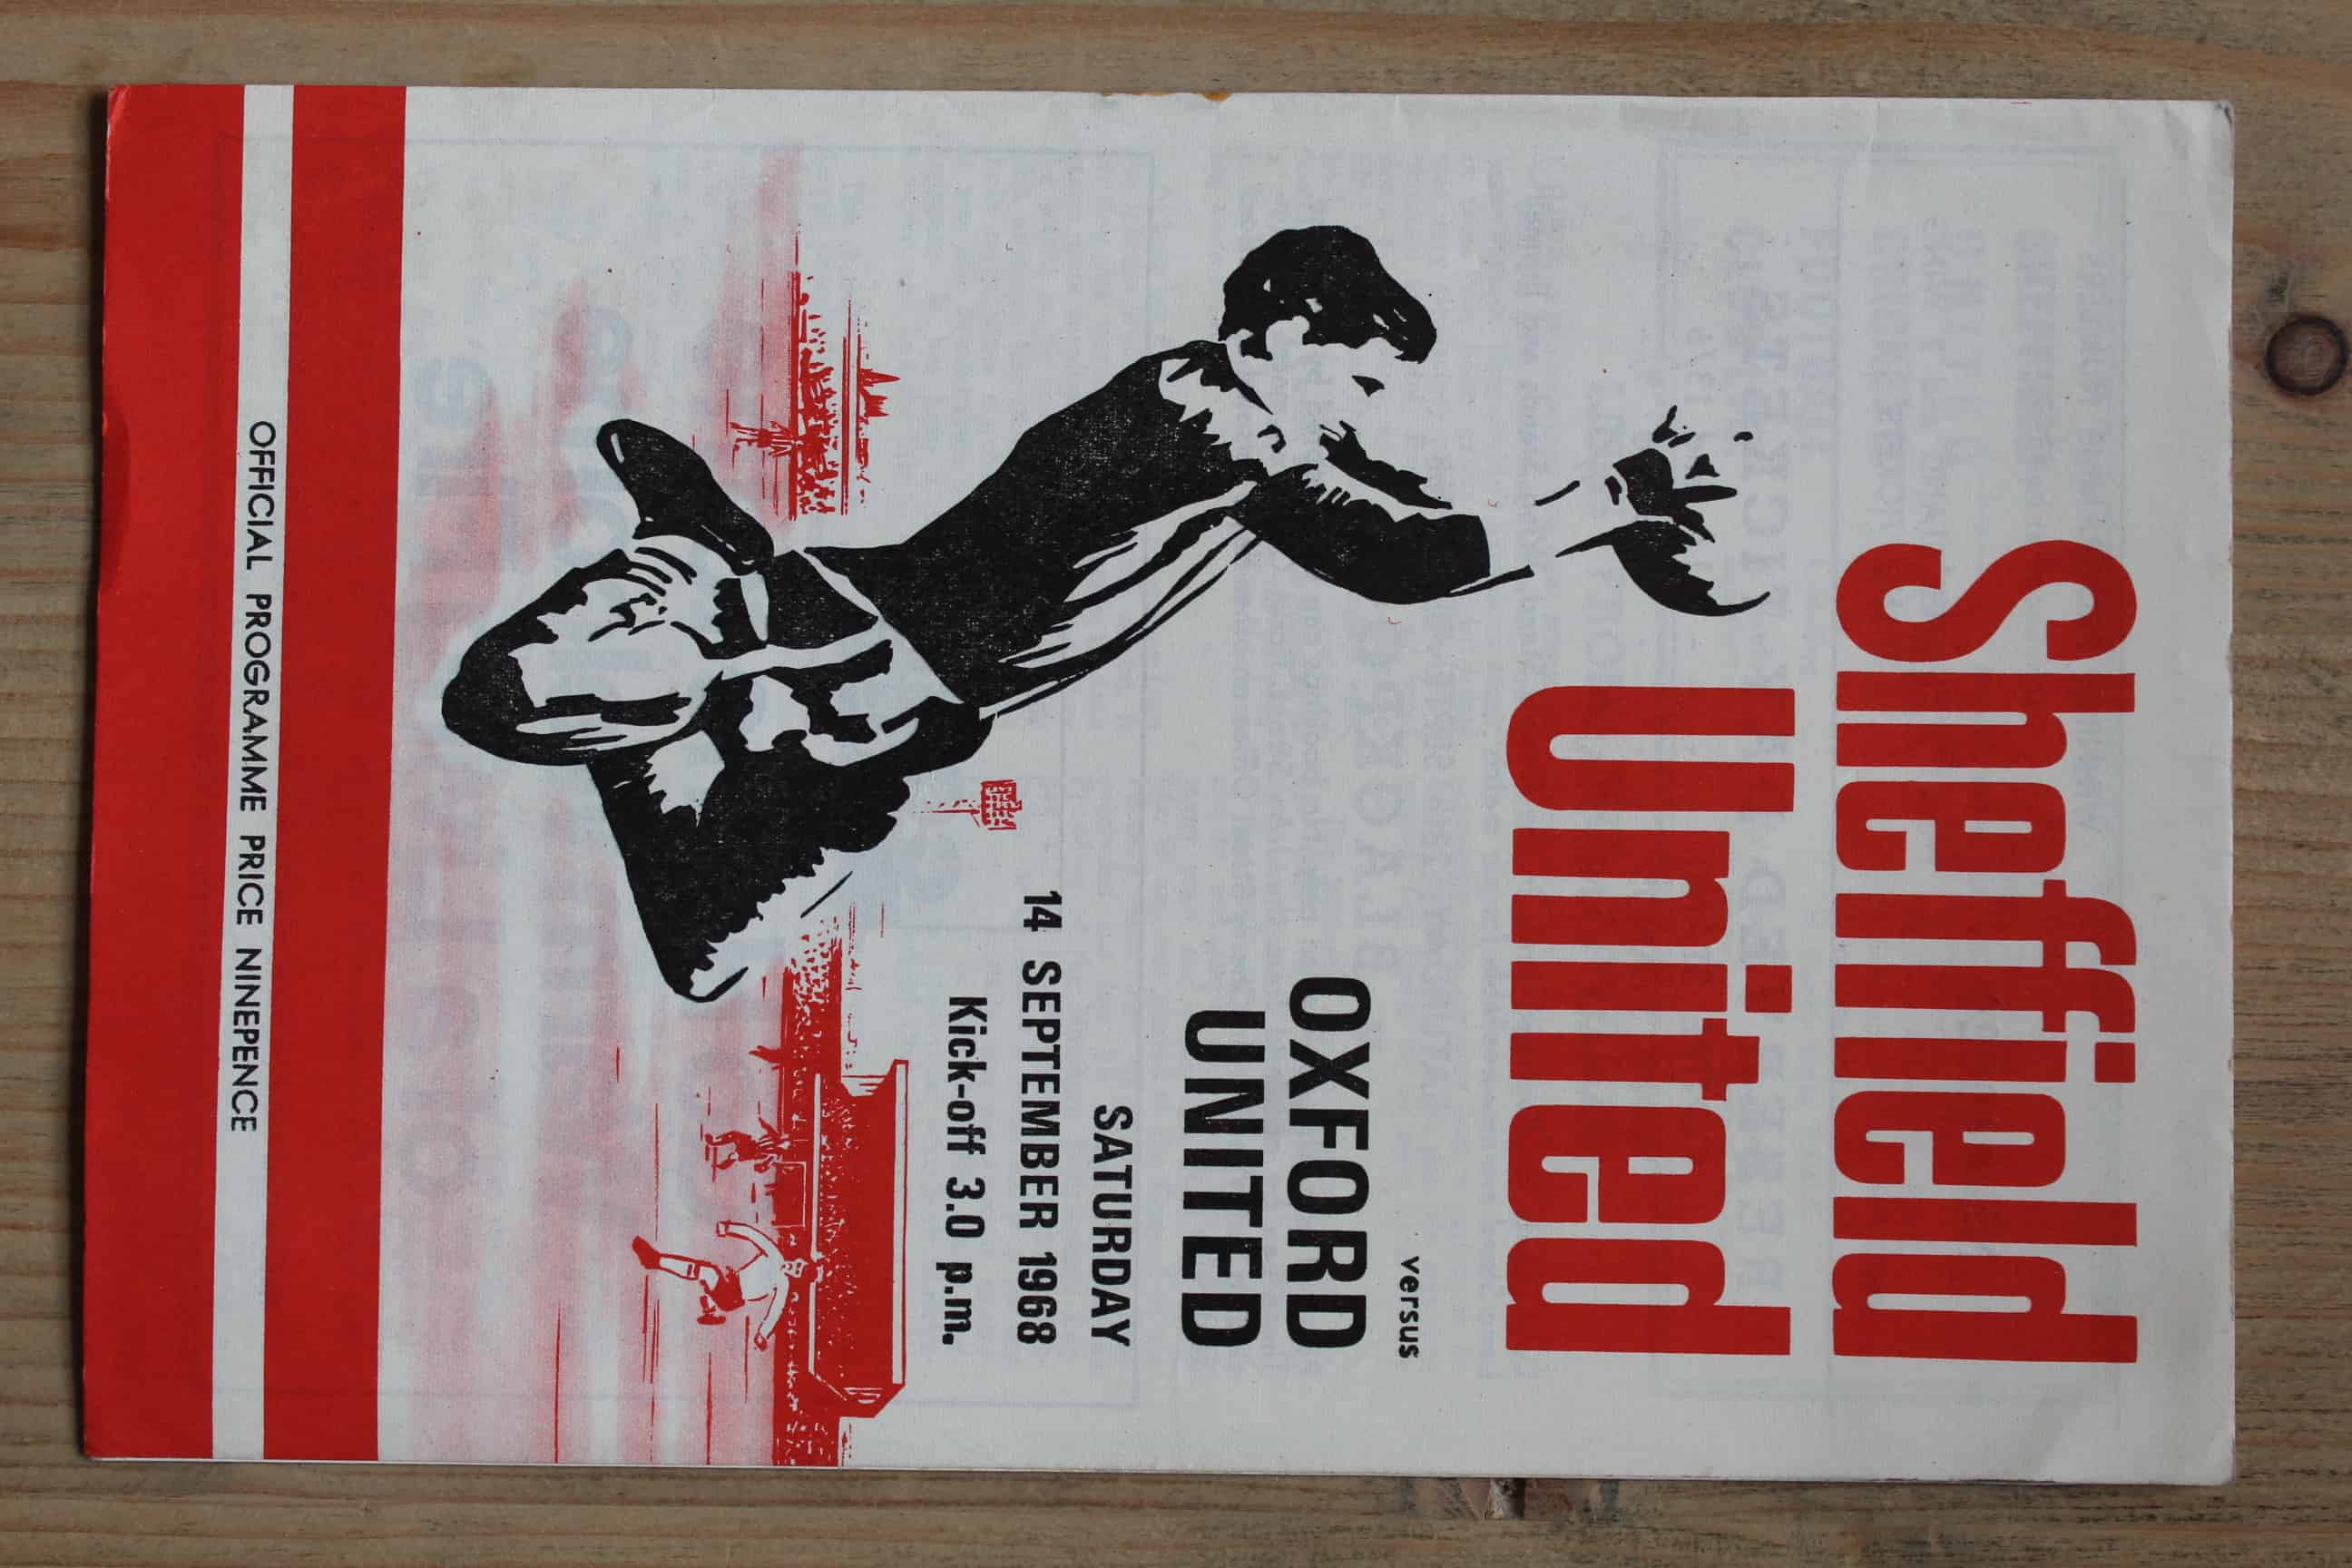 Sheffield
United
versus
OXFORD
UNITED
SATURDAY
14 SEPTEMBER 1968
Kick-off 3.0 p.m.
OFFICIAL PROGRAMME PRICE NINEPENCE